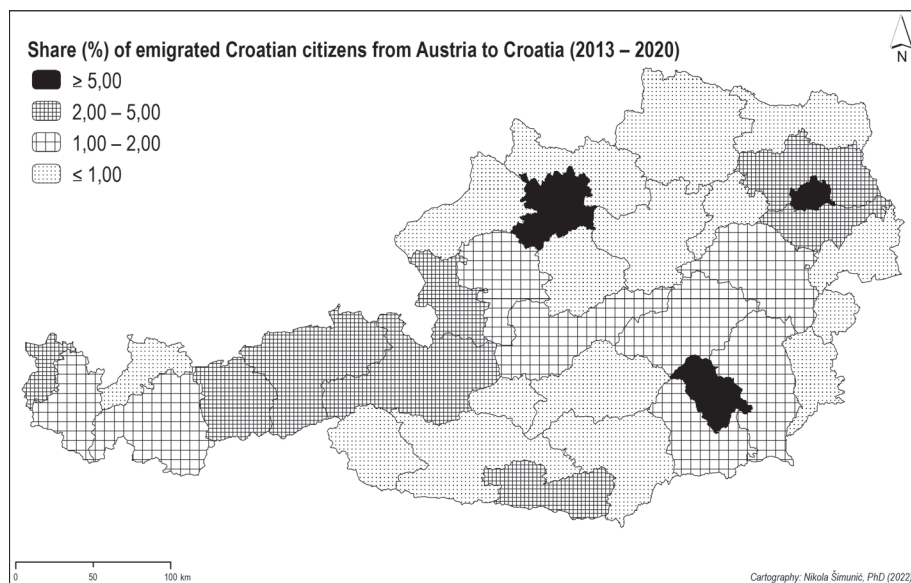 Share (%) of emigrated Croatian citizens from Austria to Croatia (2013 – 2020)
≥ 5,00
2,00 – 5,00
1,00 – 2,00
≤ 1,00
N
0 50 100 km
Cartography: Nikola Šimunić, PhD (2022)